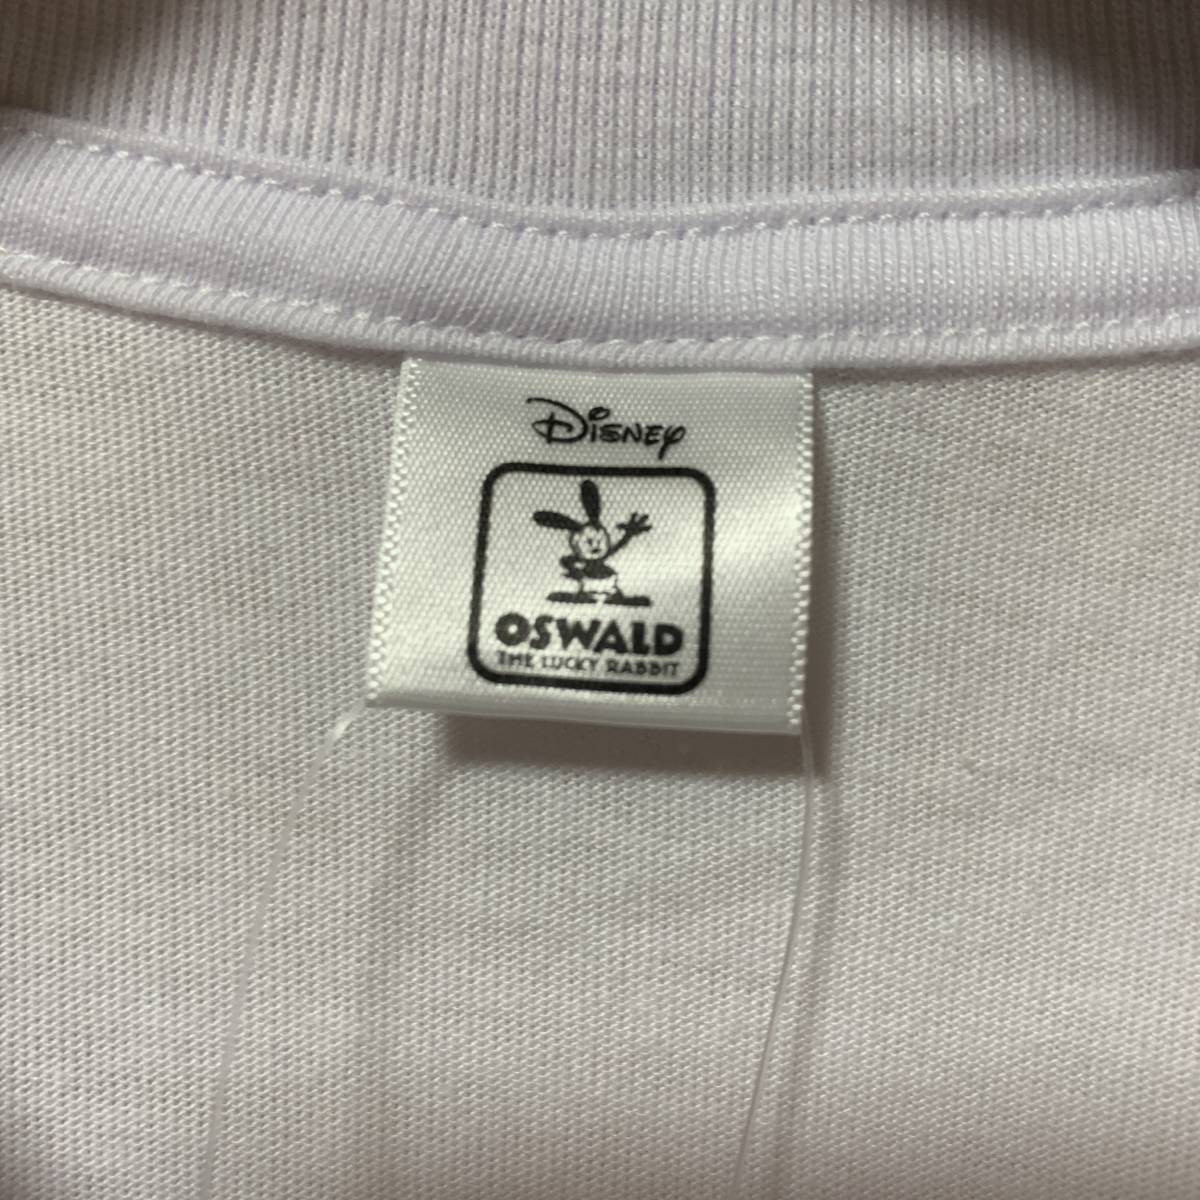 Disney
OSWALD
THE LUCKY RABBIT